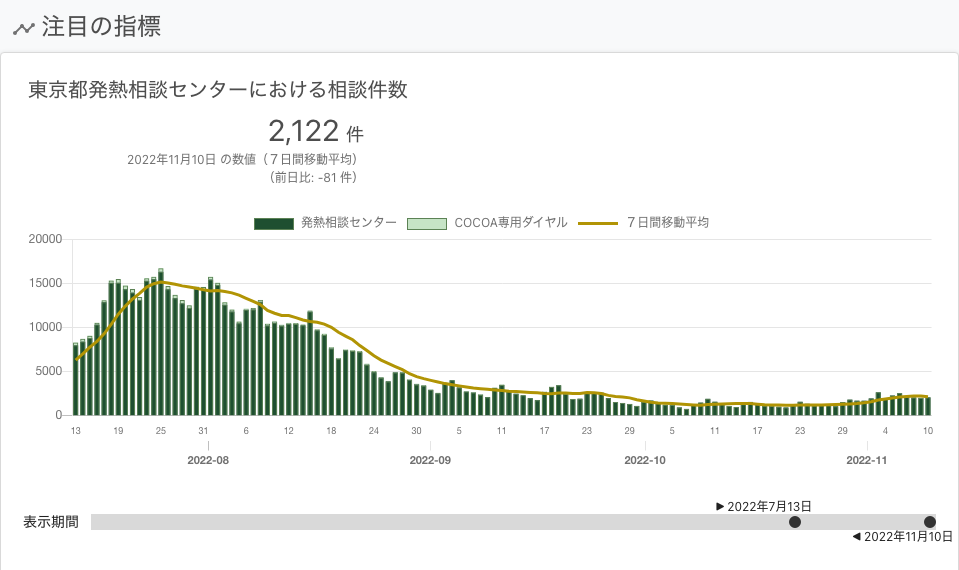 注目の指標
東京都発熱相談センターにおける相談件数
2,122 件
2022年11月10日 の数値（７日間移動平均）
（前日比: -81 件）
発熱相談センター COCOA専用ダイヤル ７日間移動平均
20000
15000
10000
5000
0
13 19 25 31 6 12 18 24 30 5 11 17 23 29 5 11 17 23 29 4 10
2022-08 2022-09 2022-10 2022-11
▶ 2022年7月13日
表示期間
◀ 2022年11月10日